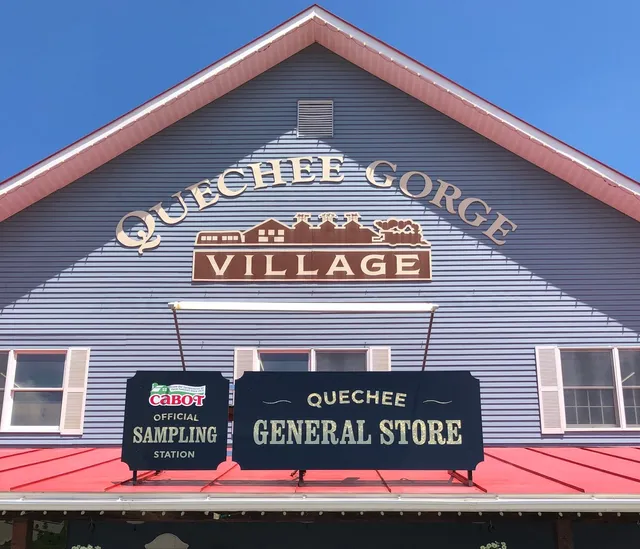 QUECHEE GORGE
VILLAGE
CABOT
OFFICIAL
SAMPLING
STATION
QUECHEE
GENERAL STORE